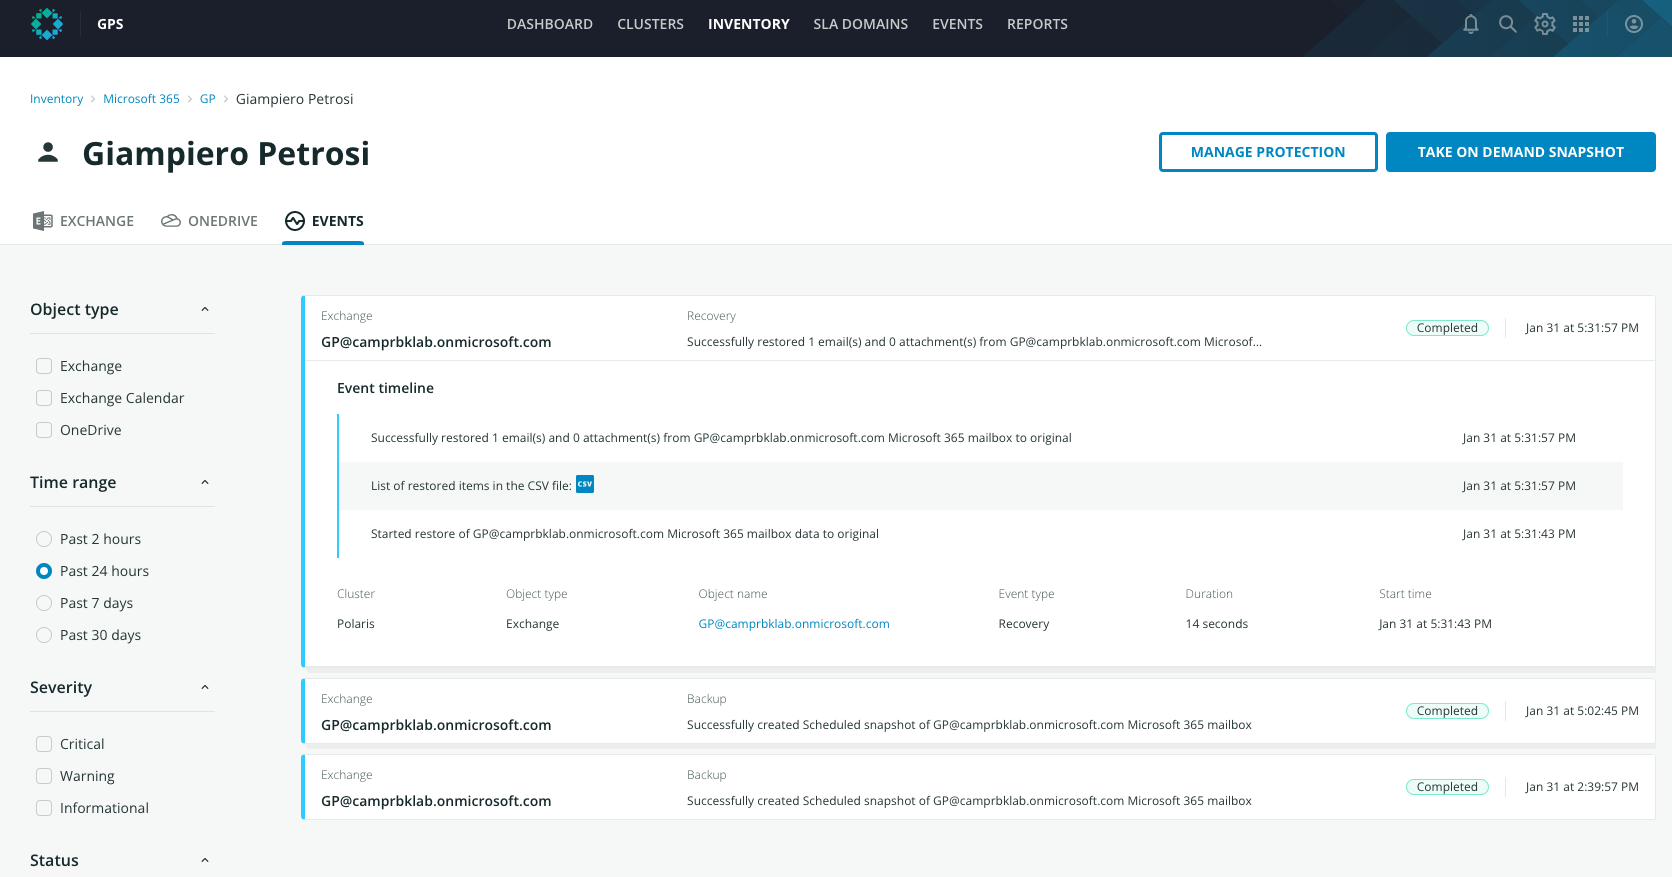 GPS
DASHBOARD CLUSTERS INVENTORY SLA DOMAINS EVENTS REPORTS
Inventory > Microsoft 365 > GP > Giampiero Petrosi
Giampiero Petrosi
MANAGE PROTECTION TAKE ON DEMAND SNAPSHOT
EXCHANGE ONEDRIVE EVENTS
Object type
Exchange
Exchange Calendar
OneDrive
Time range
Past 2 hours
Past 24 hours
Past 7 days
Past 30 days
Severity
Critical
Warning
Informational
Status
Exchange Recovery
GP@camprbklab.onmicrosoft.com Successfully restored 1 email(s) and 0 attachment(s) from GP@camprbklab.onmicrosoft.com Microsof... Completed Jan 31 at 5:31:57 PM
Event timeline
Successfully restored 1 email(s) and 0 attachment(s) from GP@camprbklab.onmicrosoft.com Microsoft 365 mailbox to original Jan 31 at 5:31:57 PM
List of restored items in the CSV file: CSV Jan 31 at 5:31:57 PM
Started restore of GP@camprbklab.onmicrosoft.com Microsoft 365 mailbox data to original Jan 31 at 5:31:43 PM
Cluster Object type Object name Event type Duration Start time
Polaris Exchange GP@camprbklab.onmicrosoft.com Recovery 14 seconds Jan 31 at 5:31:43 PM
Exchange Backup
GP@camprbklab.onmicrosoft.com Successfully created Scheduled snapshot of GP@camprbklab.onmicrosoft.com Microsoft 365 mailbox Completed Jan 31 at 5:02:45 PM
Exchange Backup
GP@camprbklab.onmicrosoft.com Successfully created Scheduled snapshot of GP@camprbklab.onmicrosoft.com Microsoft 365 mailbox Completed Jan 31 at 2:39:57 PM